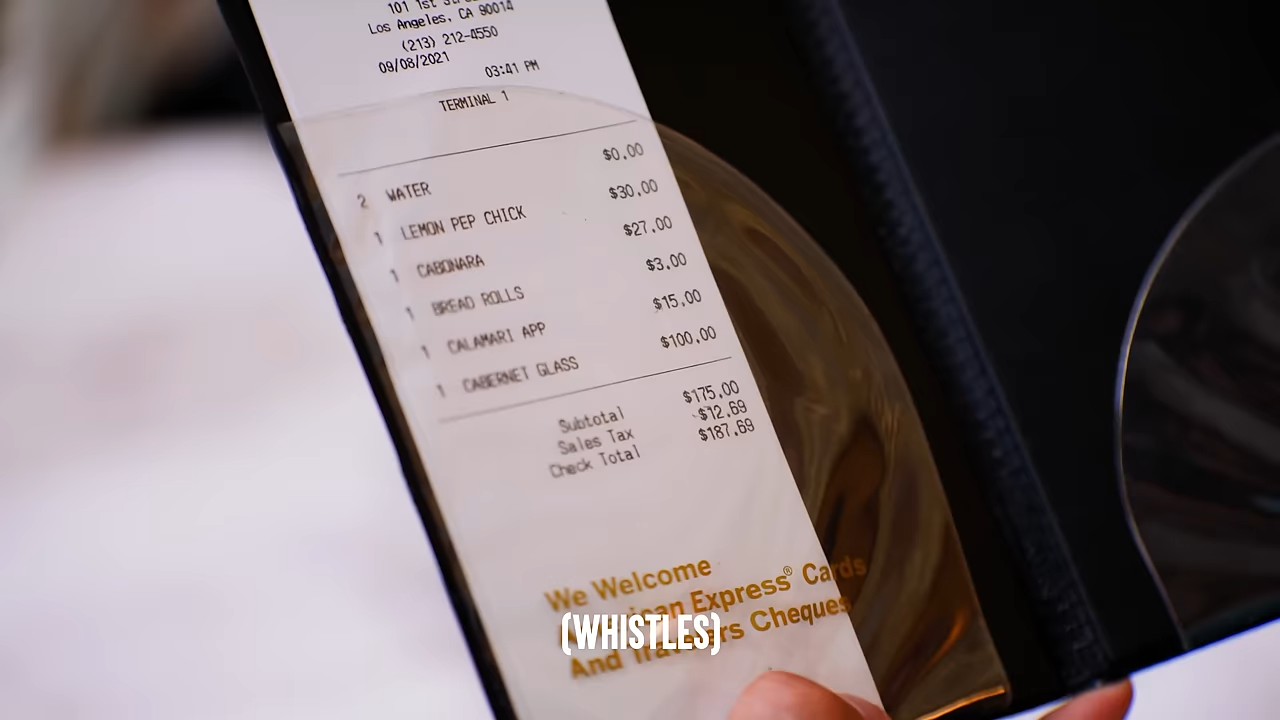 101 1st
Los Angeles, CA 90014
(213) 212-4550
09/08/2021
03:41 PM
TERMINAL 1
2 WATER $0.00
1 LEMON PEP CHICK $30.00
1 CABONARA $27.00
1 BREAD ROLLS $3.00
1 CALAMARI APP $15.00
1 CABERNET GLASS $100.00
Subtotal $175.00
Sales Tax $12.69
Check Total $187.69
We Welcome
Express® Cards
And Cheques
(WHISTLES)